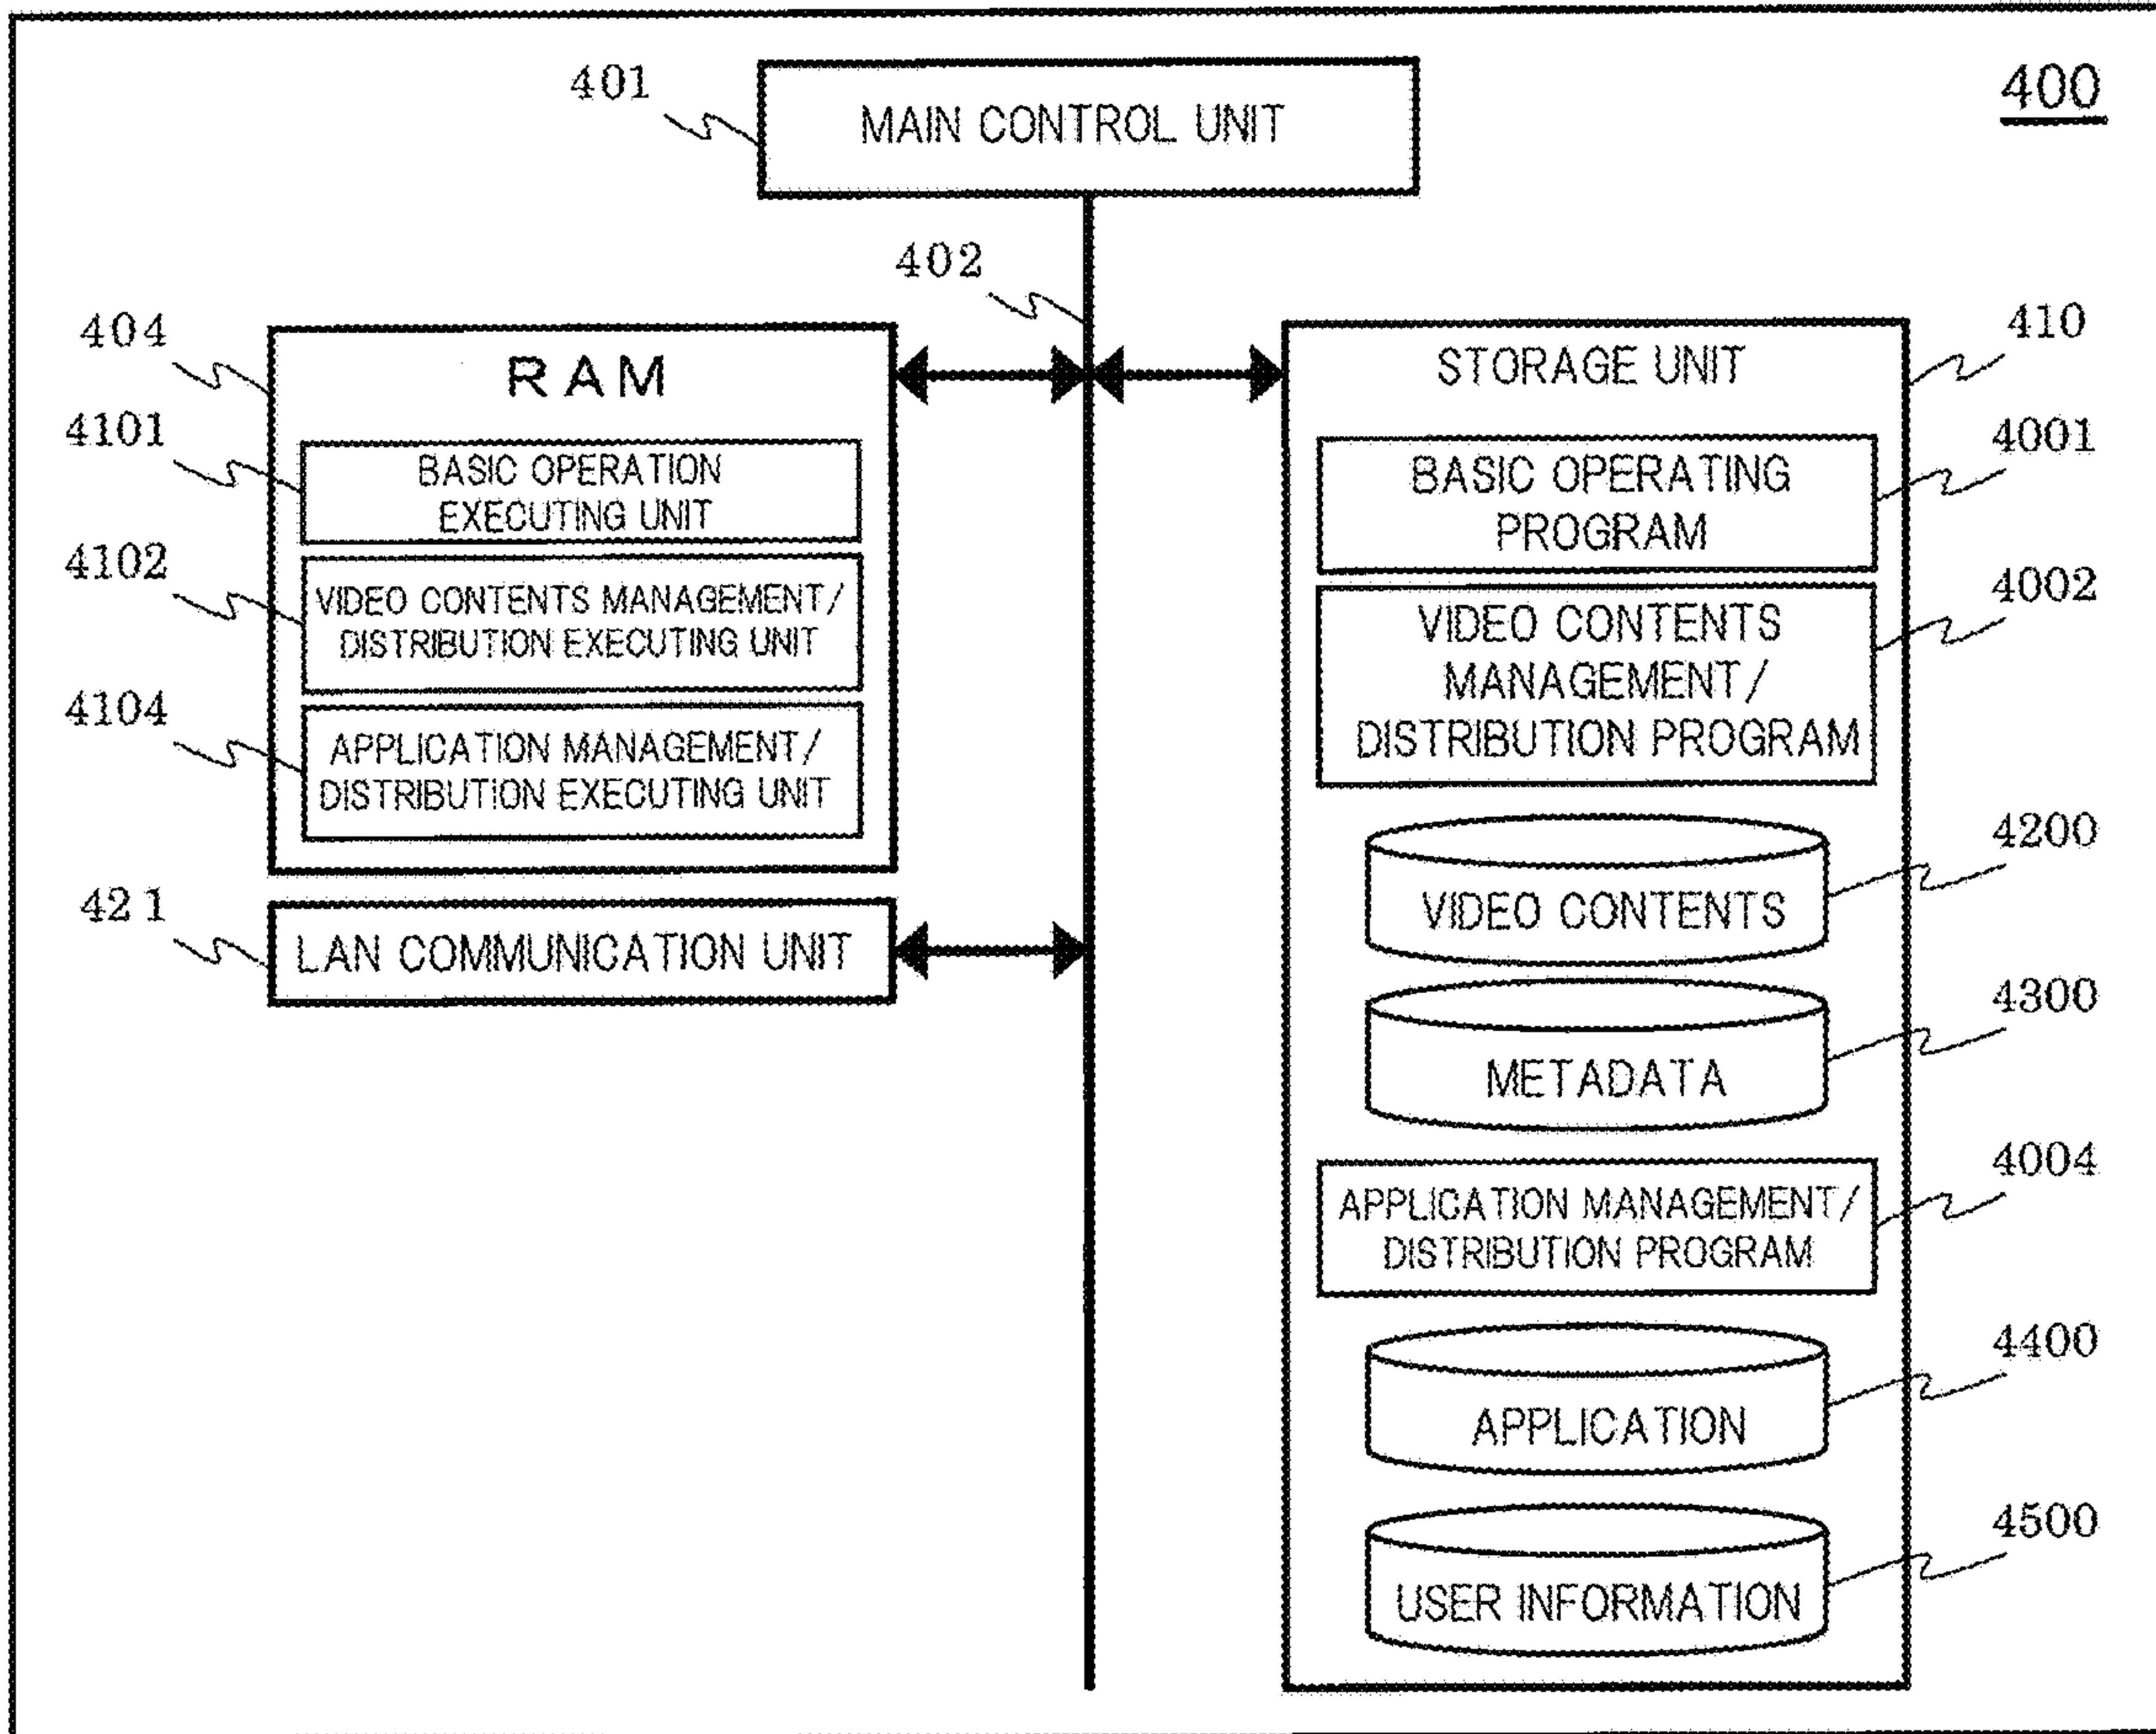 400
401
MAIN CONTROL UNIT
402
404
RAM
4101
BASIC OPERATION
EXECUTING UNIT
4102
VIDEO CONTENTS MANAGEMENT/
DISTRIBUTION EXECUTING UNIT
4104
APPLICATION MANAGEMENT/
DISTRIBUTION EXECUTING UNIT
421
LAN COMMUNICATION UNIT
410
STORAGE UNIT
4001
BASIC OPERATING
PROGRAM
4002
VIDEO CONTENTS
MANAGEMENT/
DISTRIBUTION PROGRAM
4200
VIDEO CONTENTS
4300
METADATA
4004
APPLICATION MANAGEMENT/
DISTRIBUTION PROGRAM
4400
APPLICATION
4500
USER INFORMATION